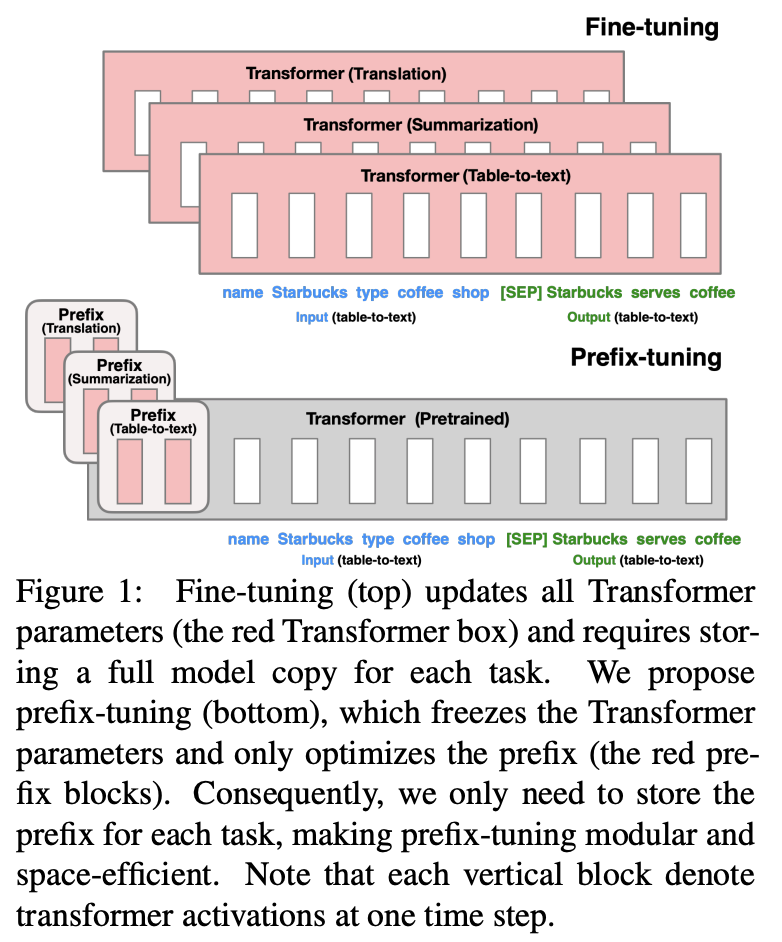 Fine-tuning
Transformer (Translation)
Transformer (Summarization)
Transformer (Table-to-text)
name Starbucks type coffee shop [SEP] Starbucks serves coffee
Input (table-to-text) Output (table-to-text)
Prefix-tuning
Prefix
(Translation)
Prefix
(Summarization)
Prefix
(Table-to-text)
Transformer (Pretrained)
name Starbucks type coffee shop [SEP] Starbucks serves coffee
Input (table-to-text) Output (table-to-text)
Figure 1: Fine-tuning (top) updates all Transformer
parameters (the red Transformer box) and requires stor-
ing a full model copy for each task. We propose
prefix-tuning (bottom), which freezes the Transformer
parameters and only optimizes the prefix (the red pre-
fix blocks). Consequently, we only need to store the
prefix for each task, making prefix-tuning modular and
space-efficient. Note that each vertical block denote
transformer activations at one time step.